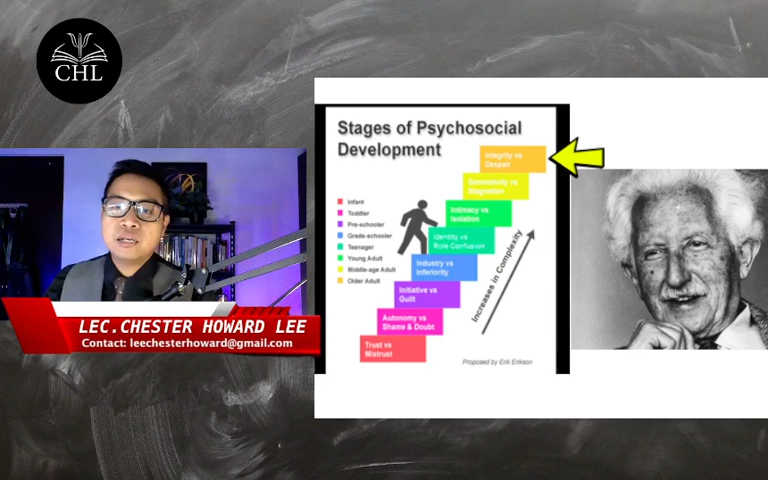 CHL
LEC.CHESTER HOWARD LEE
Contact: leechesterhoward@gmail.com
Stages of Psychosocial
Development
Infant
Toddler
Pre-schooler
Grade-schooler
Teenager
Young Adult
Middle-age Adult
Older Adult
Integrity vs
Despair
Generativity vs
Stagnation
Intimacy vs
Isolation
Identity vs
Role Confusion
Industry vs
Inferiority
Initiative vs
Guilt
Autonomy vs
Shame & Doubt
Trust vs
Mistrust
Increases in Complexity
Proposed by Erik Erikson